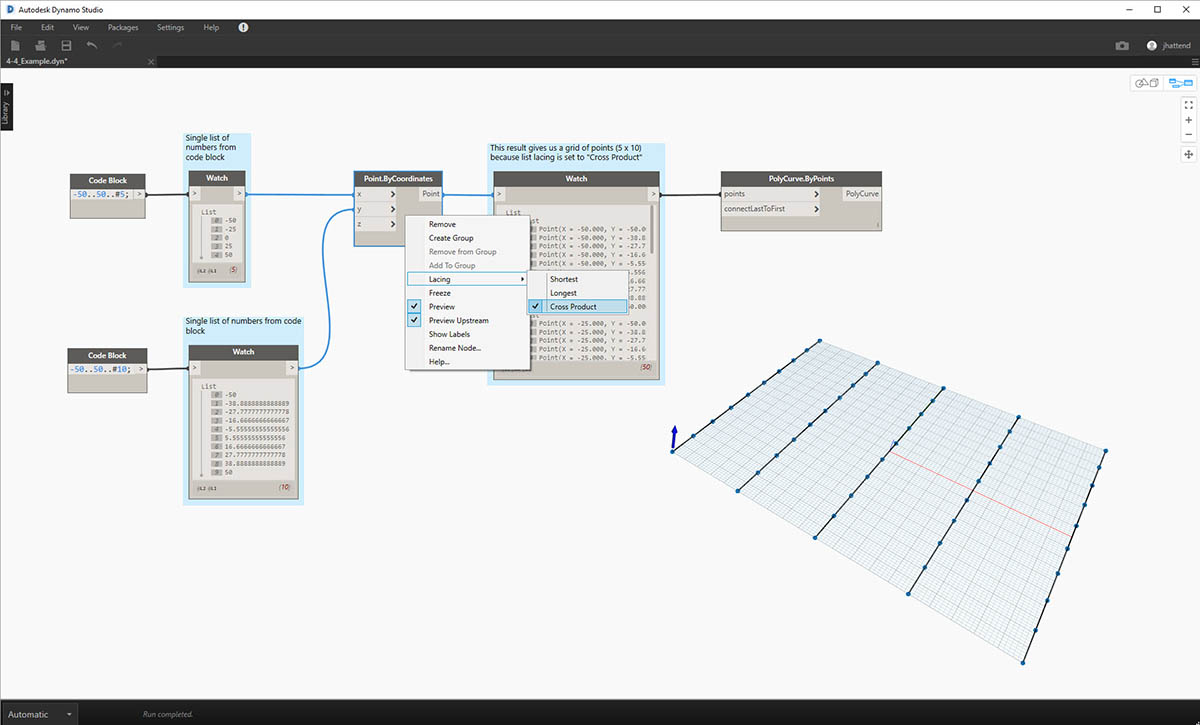 Autodesk Dynamo Studio
File Edit View Packages Settings Help
jhattend
4-4_Example.dyn*
Library
Single list of
numbers from
code block
Code Block
-50..50..#5; >
Watch
> >
List
0 -50
1 -25
2 0
3 25
4 50
@L2 @L1 {5}
Point.ByCoordinates
x > Point
y >
z >
This result gives us a grid of points (5 x 10)
because list lacing is set to "Cross Product"
Watch
> >
List
Point(X = -50.000, Y = -50.0
Point(X = -50.000, Y = -38.8
Point(X = -50.000, Y = -27.7
Point(X = -50.000, Y = -16.6
Point(X = -50.000, Y = -5.55
Point(X = -25.000, Y = -50.0
Point(X = -25.000, Y = -38.8
Point(X = -25.000, Y = -27.7
Point(X = -25.000, Y = -16.6
Point(X = -25.000, Y = -5.55
{50}
PolyCurve.ByPoints
points > PolyCurve
connectLastToFirst >
Remove
Create Group
Remove from Group
Add To Group
Lacing
Freeze
Preview
Preview Upstream
Show Labels
Rename Node...
Help...
Shortest
Longest
Cross Product
Single list of numbers from code
block
Code Block
-50..50..#10; >
Watch
> >
List
0 -50
1 -38.8888888888889
2 -27.7777777777778
3 -16.6666666666667
4 -5.55555555555556
5 5.55555555555556
6 16.6666666666667
7 27.7777777777778
8 38.8888888888889
9 50
@L2 @L1 {10}
Automatic
Run completed.